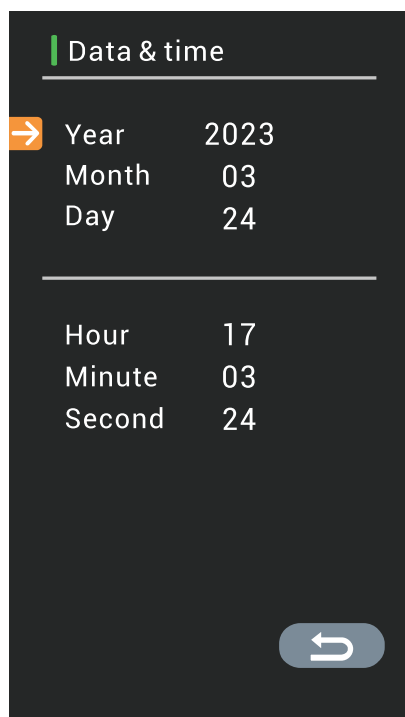 Data & time
Year 2023
Month 03
Day 24
Hour 17
Minute 03
Second 24